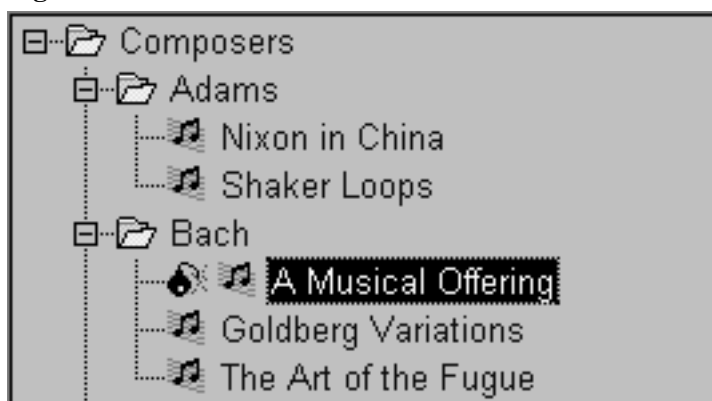 Composers
Adams
Nixon in China
Shaker Loops
Bach
A Musical Offering
Goldberg Variations
The Art of the Fugue